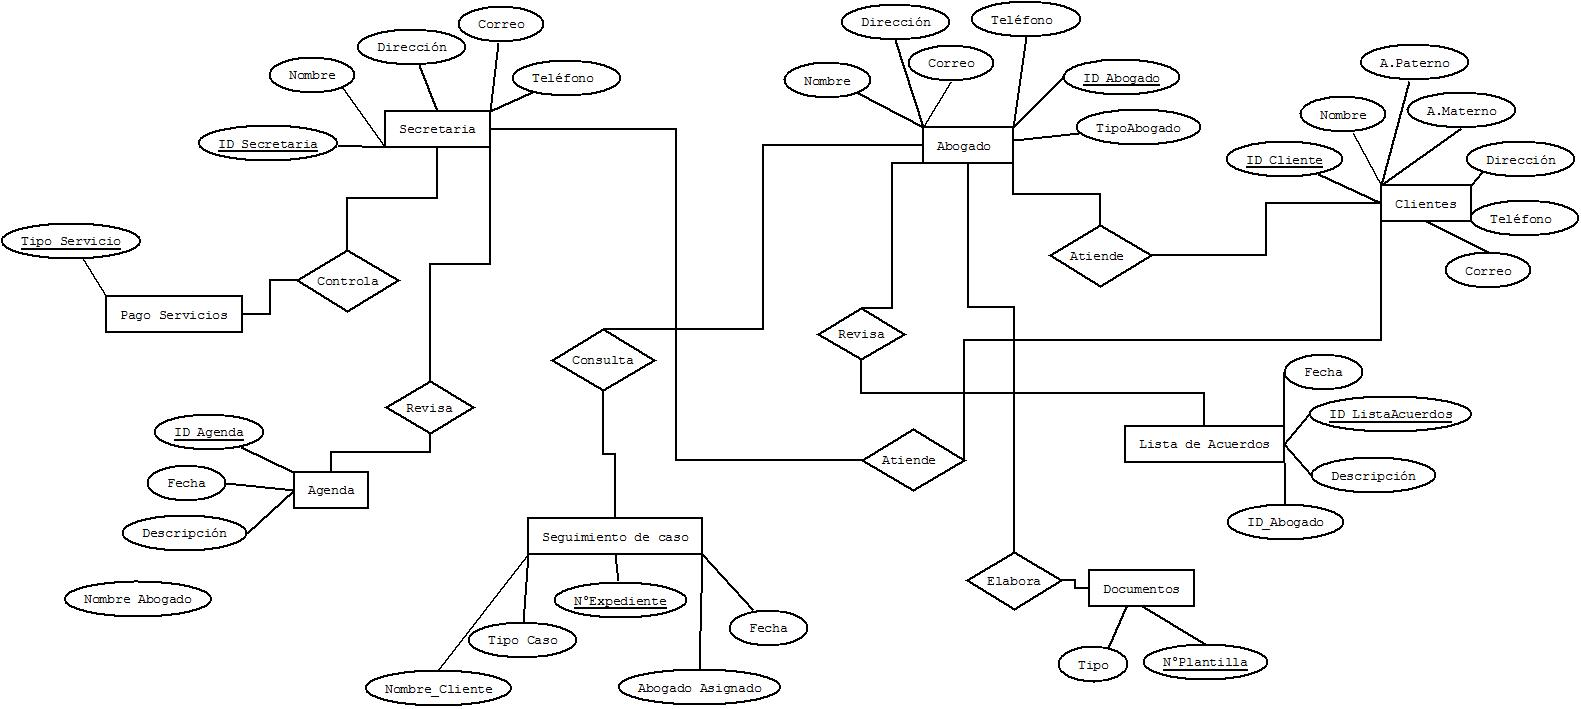 Correo
Dirección
Nombre
Teléfono
Secretaria
ID Secretaria
Dirección
Teléfono
Correo
Nombre
ID Abogado
TipoAbogado
Abogado
A.Paterno
Nombre
A.Materno
ID Cliente
Dirección
Clientes
Teléfono
Correo
Atiende
Tipo Servicio
Controla
Pago Servicios
Revisa
Consulta
Fecha
Revisa
ID Agenda
ID ListaAcuerdos
Lista de Acuerdos
Atiende
Fecha
Agenda
Descripción
Descripción
ID_Abogado
Seguimiento de caso
Elabora
Documentos
Nombre Abogado
N°Expediente
Fecha
Tipo Caso
Tipo
N°Plantilla
Nombre_Cliente
Abogado Asignado